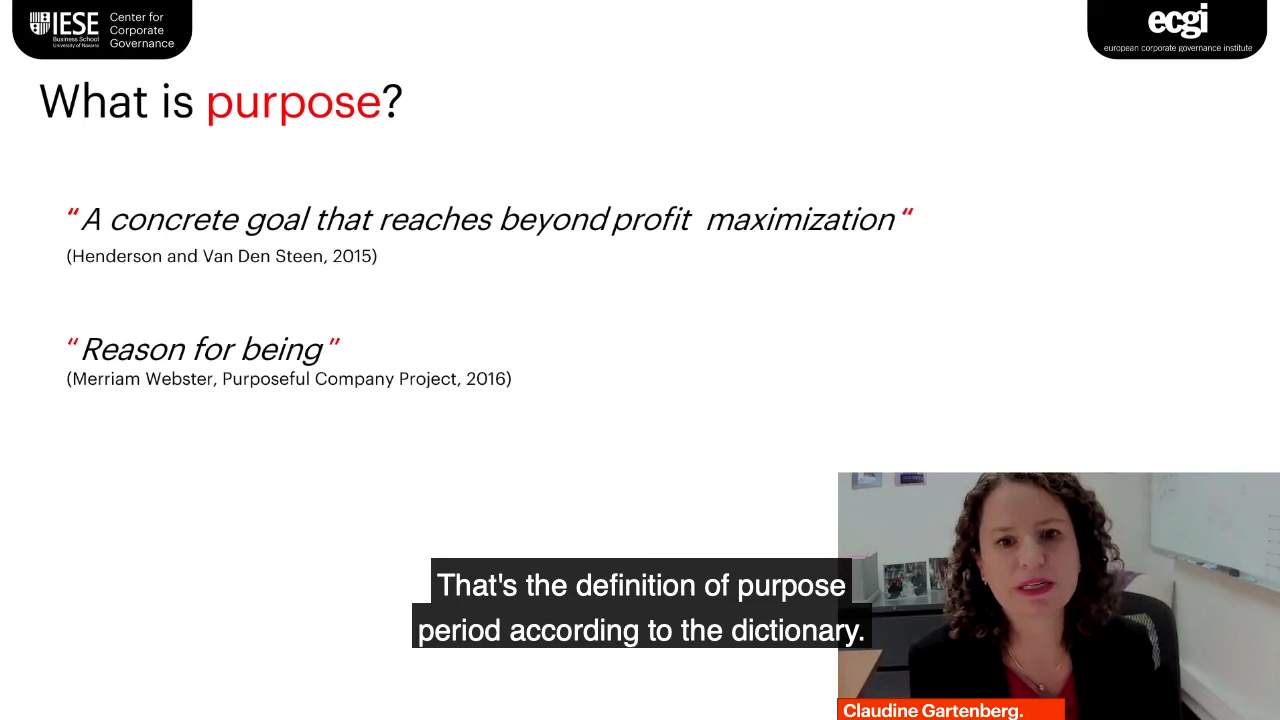 IESE
Business School
University of Navarra
Center for
Corporate
Governance
ecgi
european corporate governance institute
What is purpose?
“A concrete goal that reaches beyond profit maximization“
(Henderson and Van Den Steen, 2015)
“Reason for being”
(Merriam Webster, Purposeful Company Project, 2016)
That's the definition of purpose
period according to the dictionary.
Claudine Gartenberg.